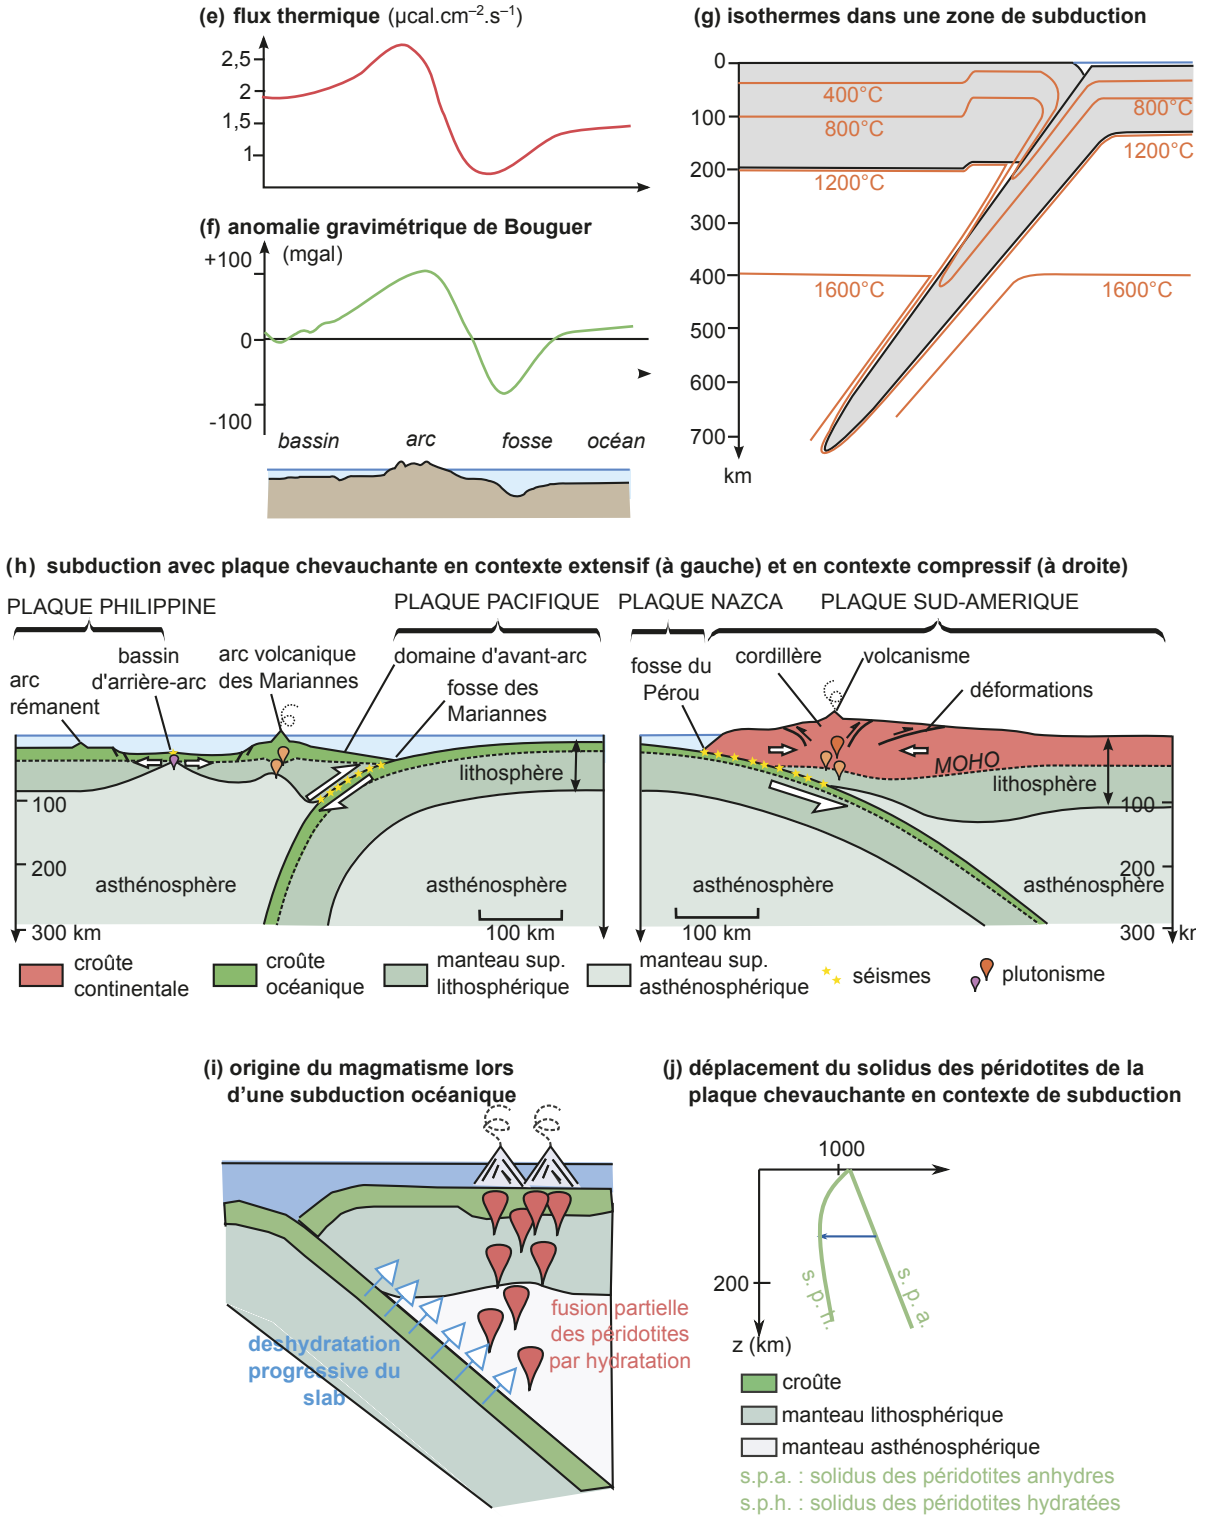 (e) flux thermique (µcal.cm–2.s–1)
2,5
2
1,5
1
(f) anomalie gravimétrique de Bouguer
+100
(mgal)
0
-100
bassin
arc
fosse
océan
(g) isothermes dans une zone de subduction
0
100
200
300
400
500
600
700
km
400°C
800°C
1200°C
1600°C
800°C
1200°C
1600°C
(h) subduction avec plaque chevauchante en contexte extensif (à gauche) et en contexte compressif (à droite)
PLAQUE PHILIPPINE
PLAQUE PACIFIQUE
arc
rémanent
bassin
d'arrière-arc
arc volcanique
des Mariannes
domaine d'avant-arc
fosse des
Mariannes
lithosphère
100
200
300 km
asthénosphère
asthénosphère
100 km
PLAQUE NAZCA
PLAQUE SUD-AMERIQUE
fosse du
Pérou
cordillère
volcanisme
déformations
MOHO
lithosphère
100
200
300
asthénosphère
asthénosphère
100 km
croûte
continentale
croûte
océanique
manteau sup.
lithosphérique
manteau sup.
asthénosphérique
séismes
plutonisme
(i) origine du magmatisme lors
d’une subduction océanique
deshydratation
progressive du
slab
fusion partielle
des péridotites
par hydratation
(j) déplacement du solidus des péridotites de la
plaque chevauchante en contexte de subduction
1000
200
z (km)
s. p. h.
s. p. a.
croûte
manteau lithosphérique
manteau asthénosphérique
s.p.a. : solidus des péridotites anhydres
s.p.h. : solidus des péridotites hydratées